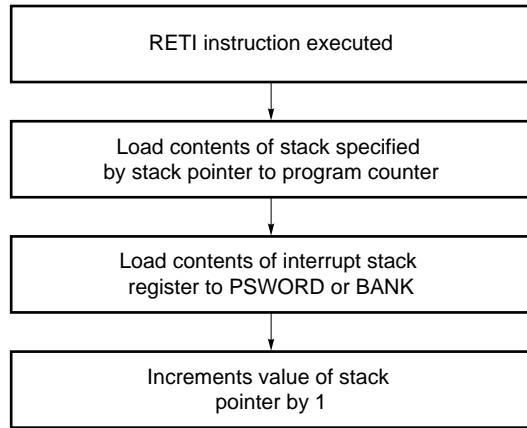 RETI instruction executed
Load contents of stack specified
by stack pointer to program counter
Load contents of interrupt stack
register to PSWORD or BANK
Increments value of stack
pointer by 1